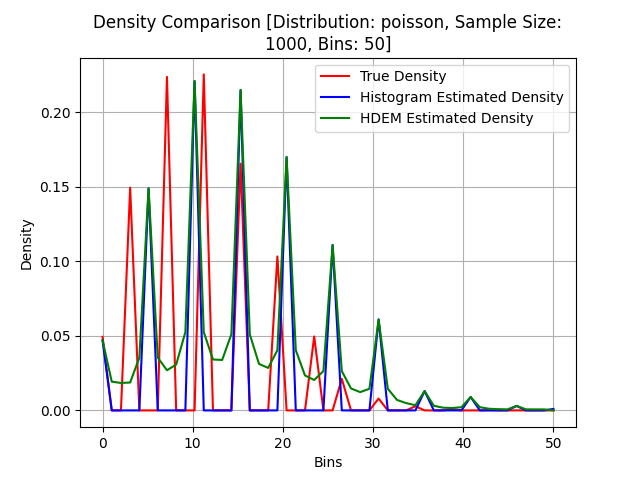 Density Comparison [Distribution: poisson, Sample Size:
1000, Bins: 50]
True Density
Histogram Estimated Density
HDEM Estimated Density
Density
0.20
0.15
0.10
0.05
0.00
0 10 20 30 40 50
Bins